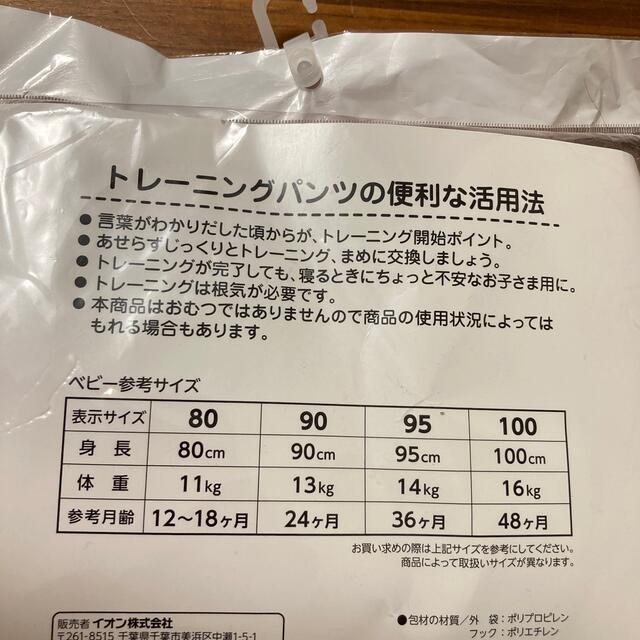 トレーニングパンツの便利な活用法
●言葉がわかりだした頃からが、トレーニング開始ポイント。
●あせらずじっくりとトレーニング、まめに交換しましょう。
●トレーニングが完了しても、寝るときにちょっと不安なお子さま用に。
●トレーニングは根気が必要です。
●本商品はおむつではありませんので商品の使用状況によっては
もれる場合もあります。
ベビー参考サイズ
表示サイズ 80 90 95 100
身長 80cm 90cm 95cm 100cm
体重 11kg 13kg 14kg 16kg
参考月齢 12〜18ヶ月 24ヶ月 36ヶ月 48ヶ月
お買い求めの際は上記サイズを参考にしてください。
商品によって取扱いサイズが異なります。
販売者 イオン株式会社
〒261-8515 千葉県千葉市美浜区中瀬1-5-1
●包材の材質/外 袋:ポリプロピレン
フック:ポリエチレン